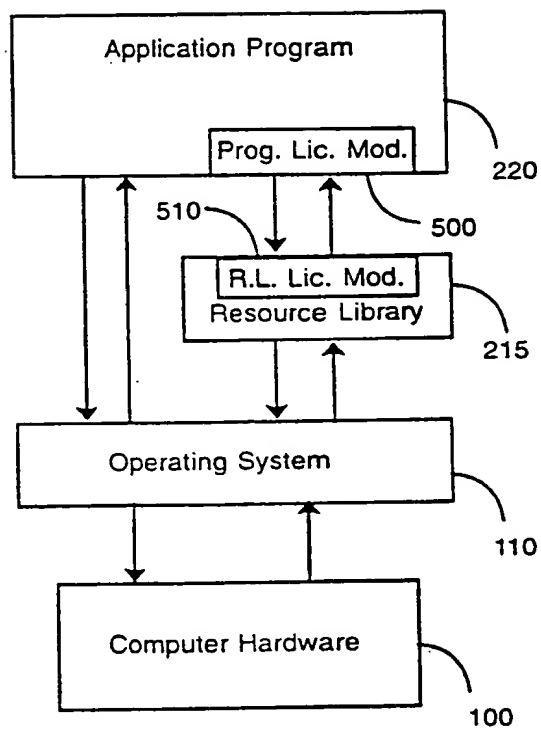 Application Program
Prog. Lic. Mod.
220
500
510
R.L. Lic. Mod.
Resource Library
215
Operating System
110
Computer Hardware
100